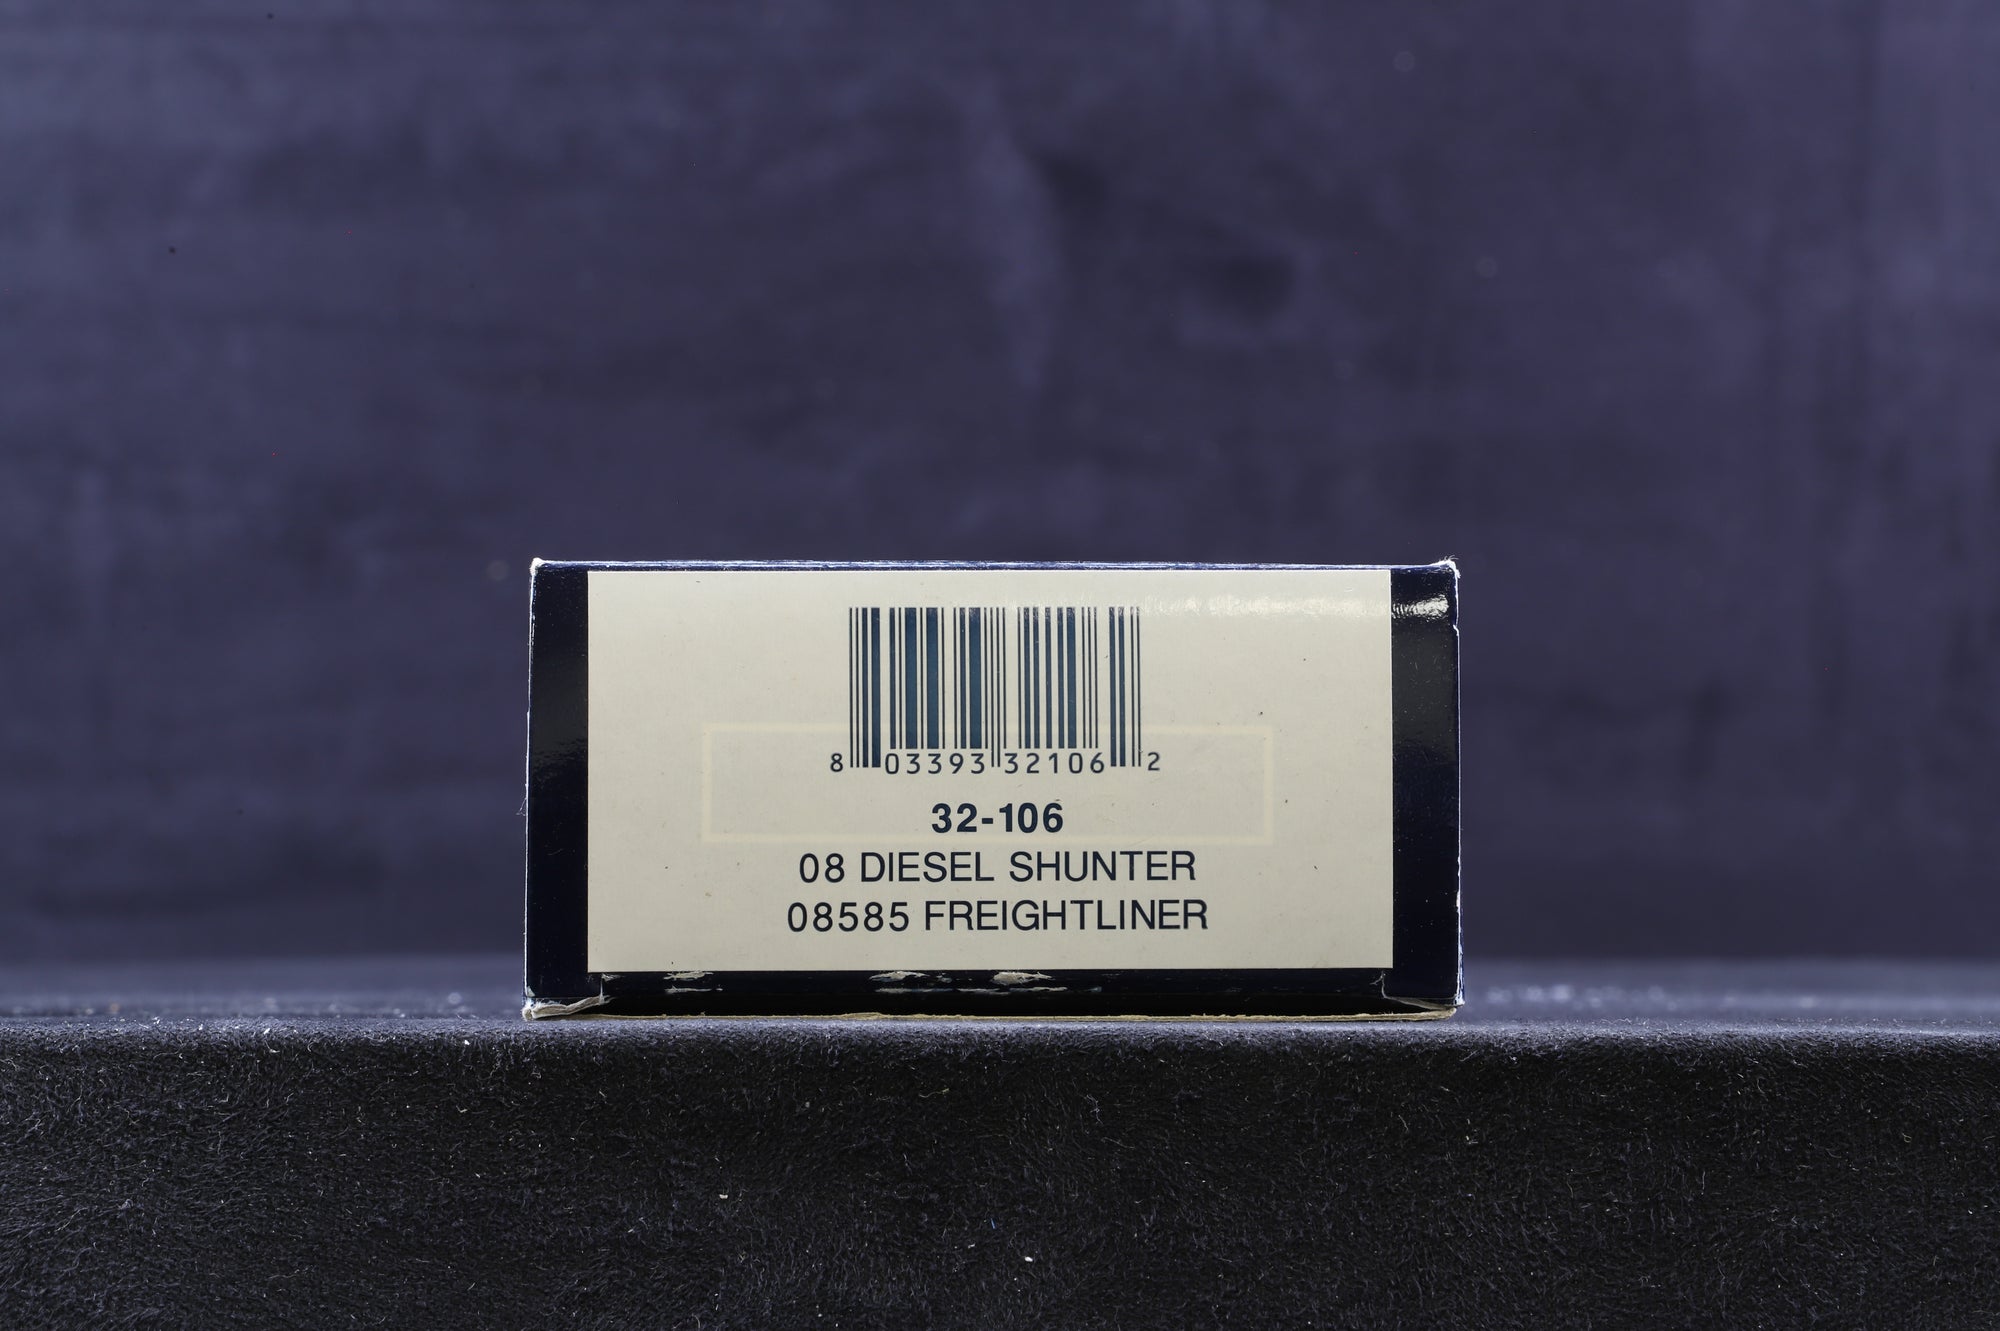 8 03393 32106 2
32-106
08 DIESEL SHUNTER
08585 FREIGHTLINER